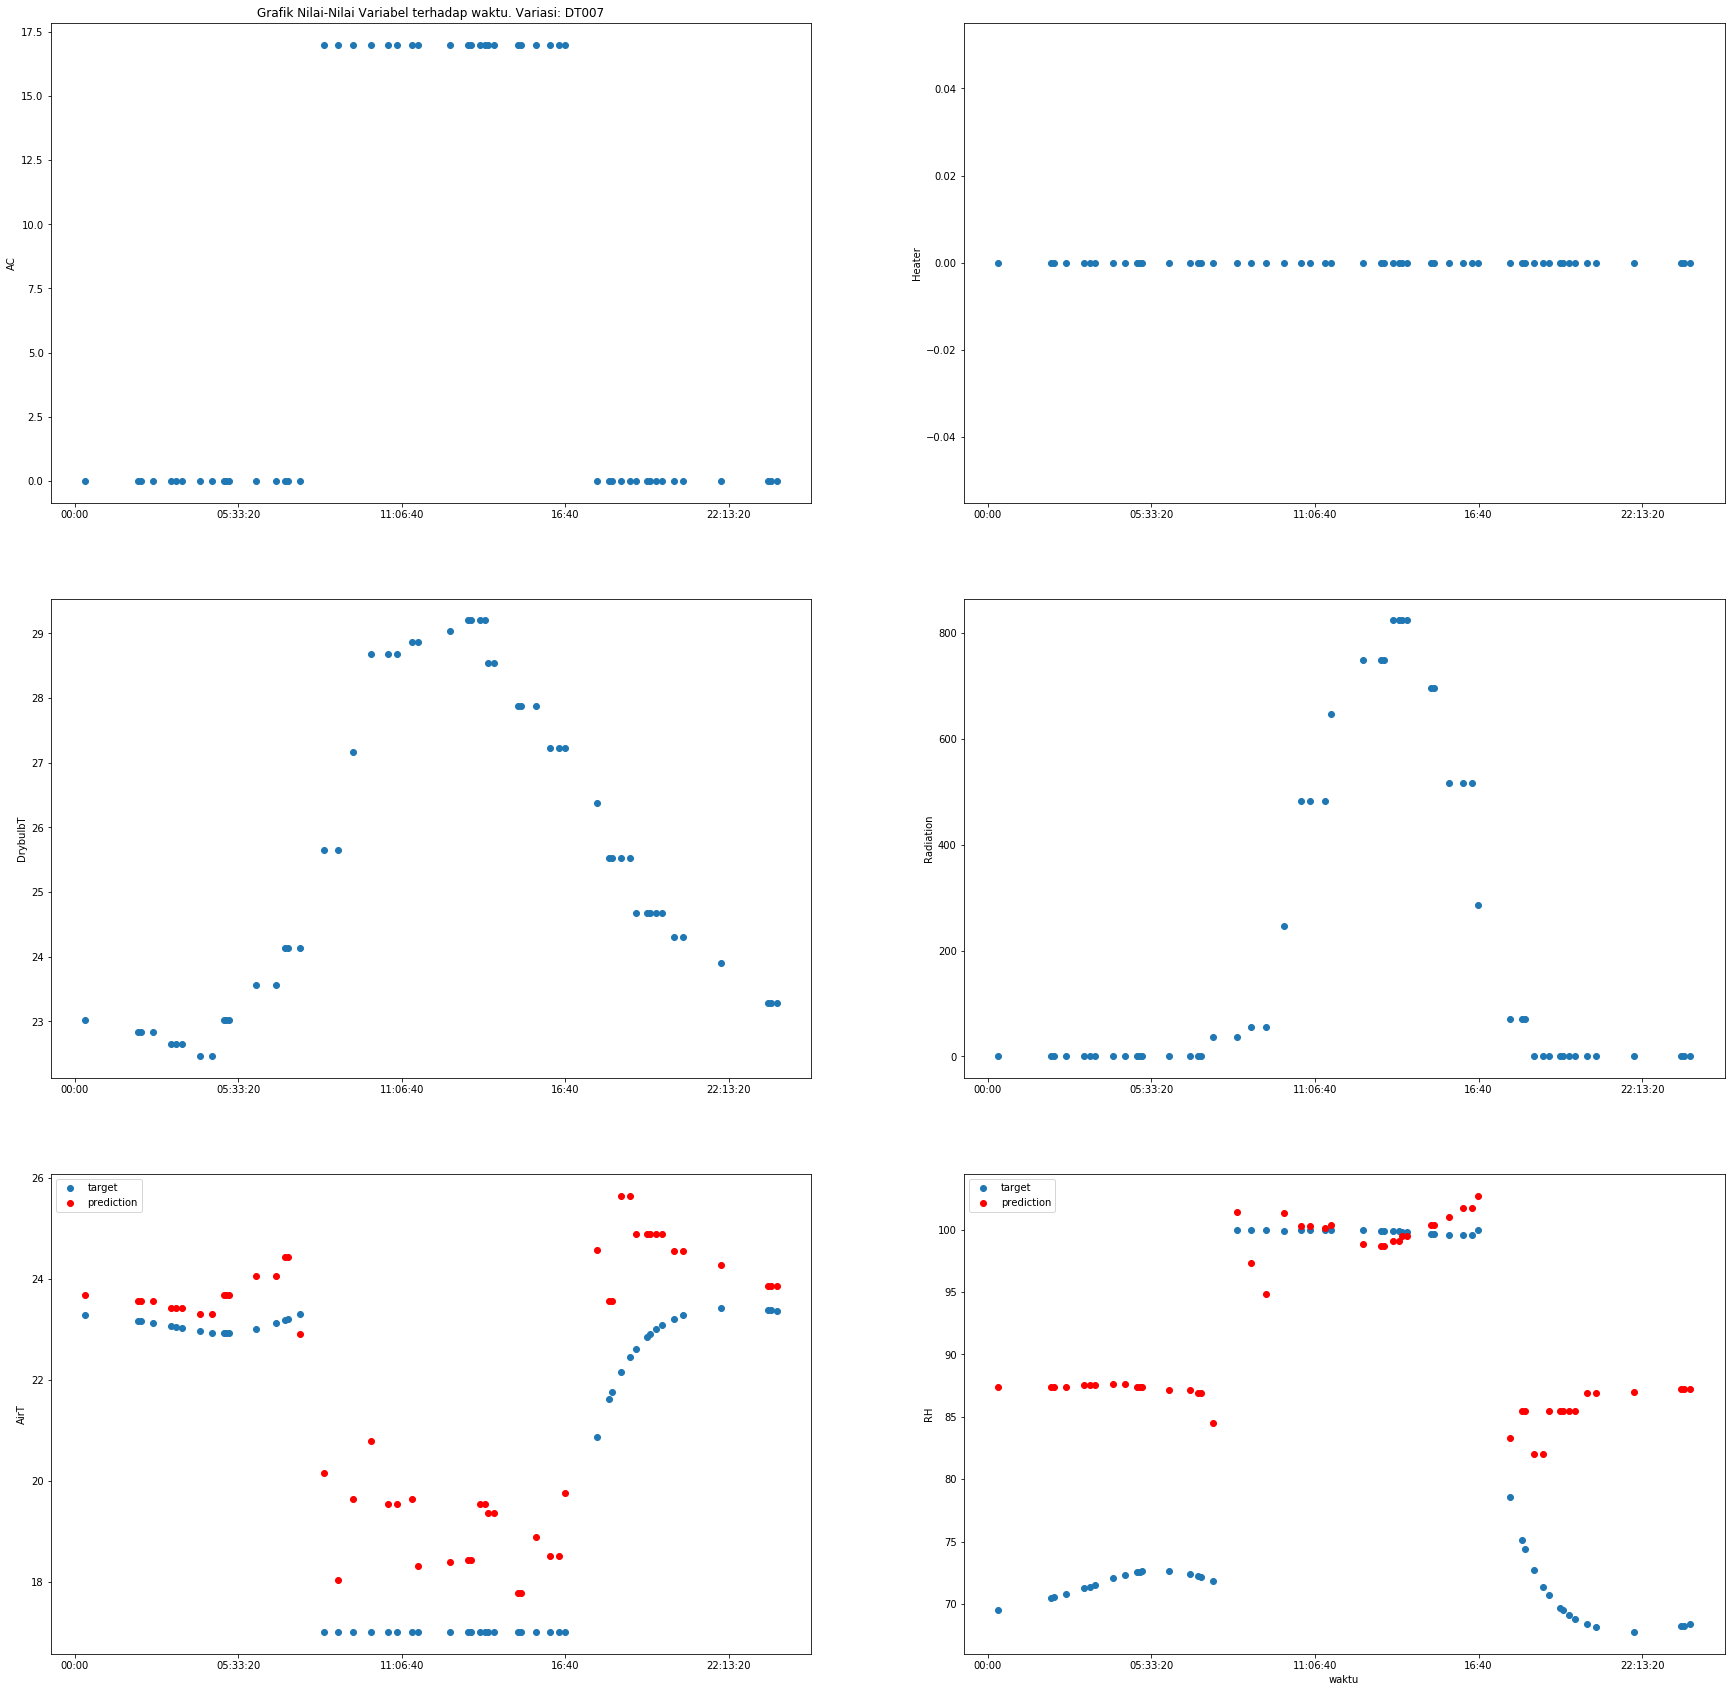 Grafik Nilai-Nilai Variabel terhadap waktu. Variasi: DT007
17.5
15.0
12.5
10.0
7.5
5.0
2.5
0.0
AC
00:00 05:33:20 11:06:40 16:40 22:13:20
0.04
0.02
0.00
−0.02
−0.04
Heater
00:00 05:33:20 11:06:40 16:40 22:13:20
29
28
27
26
25
24
23
DrybulbT
00:00 05:33:20 11:06:40 16:40 22:13:20
800
600
400
200
0
Radiation
00:00 05:33:20 11:06:40 16:40 22:13:20
26
24
22
20
18
AirT
target
prediction
00:00 05:33:20 11:06:40 16:40 22:13:20
100
95
90
85
80
75
70
RH
target
prediction
00:00 05:33:20 11:06:40 16:40 22:13:20
waktu